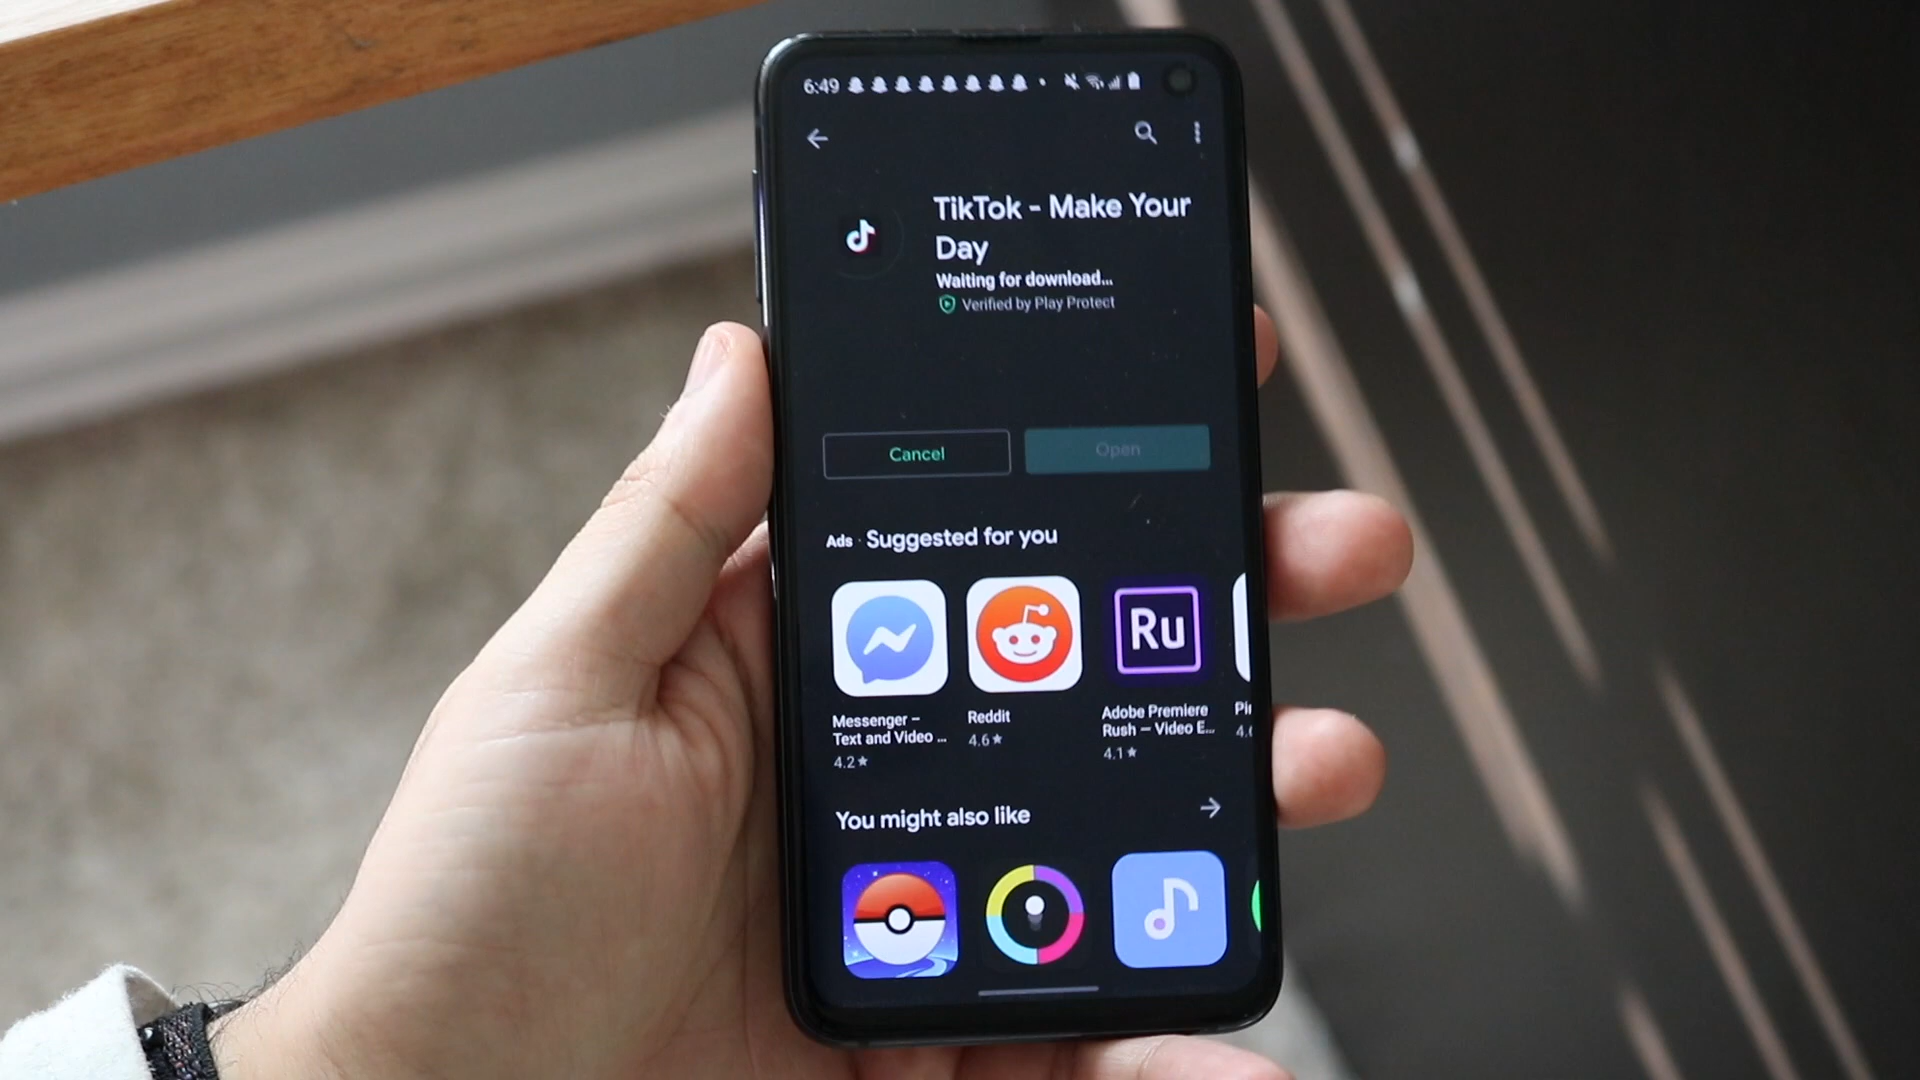 6:49
TikTok - Make Your
Day
Waiting for download...
Verified by Play Protect
Cancel
Open
Ads · Suggested for you
Ru
Messenger –
Text and Video ...
4.2★
Reddit
4.6★
Adobe Premiere
Rush — Video E...
4.1★
You might also like